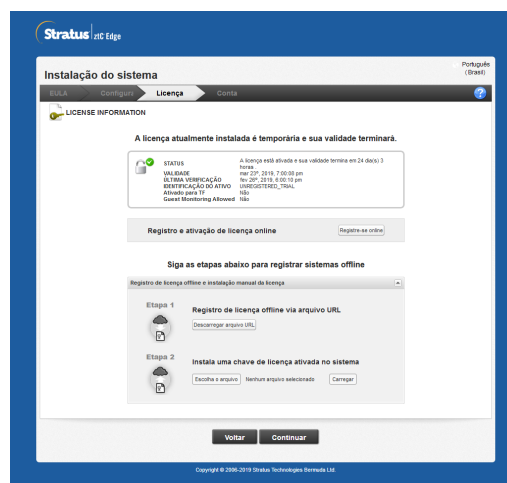 Stratus ztC Edge
Português
(Brasil)
Instalação do sistema
EULA Configurs Licença Conta
?
LICENSE INFORMATION
A licença atualmente instalada é temporária e sua validade terminará.
STATUS A licença está ativada e sua validade termina em 24 dia(s) 3
horas.
VALIDADE mar 23º, 2019, 7:00:00 pm
ÚLTIMA VERIFICAÇÃO fev 28º, 2019, 6:00:10 pm
IDENTIFICAÇÃO DO ATIVO UNREGISTERED_TRIAL
Ativado para TF Não
Guest Monitoring Allowed Não
Registro e ativação de licença online Registre-se online
Siga as etapas abaixo para registrar sistemas offline
Registro de licença offline e instalação manual da licença
Etapa 1
Registro de licença offline via arquivo URL
Descarregar arquivo URL
Etapa 2
Instala uma chave de licença ativada no sistema
Escolha o arquivo Nenhum arquivo selecionado Carregar
Voltar Continuar
Copyright © 2006-2019 Stratus Technologies Bermuda Ltd.